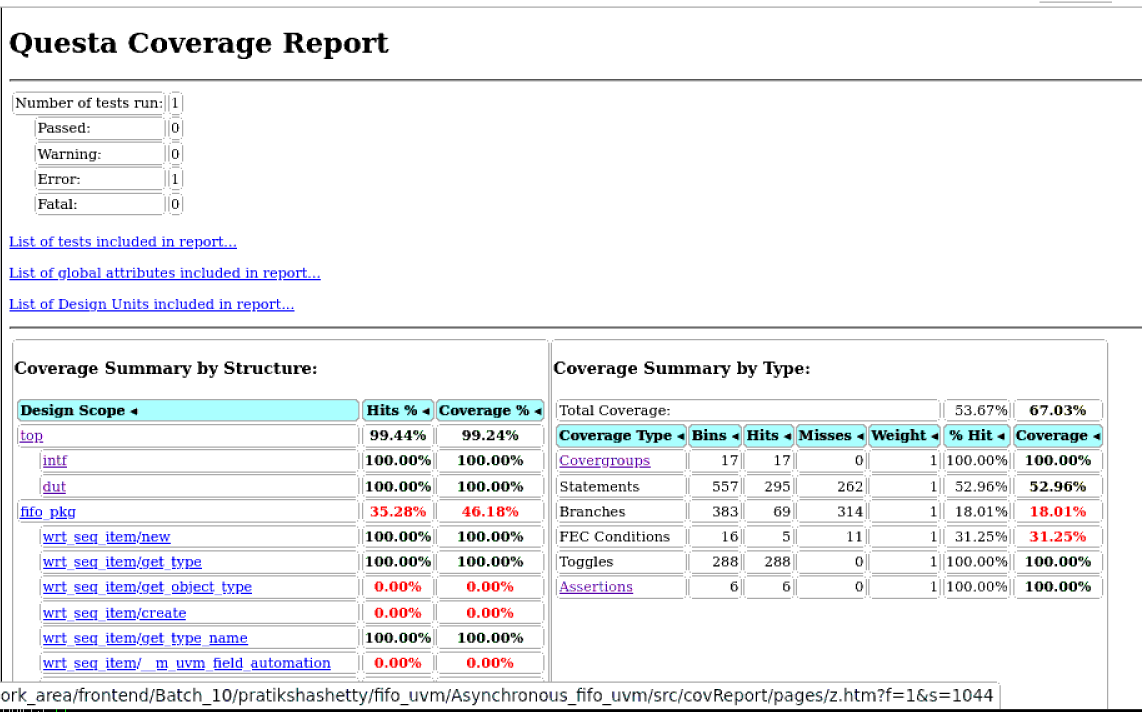 Questa Coverage Report
Number of tests run: 1
Passed: 0
Warning: 0
Error: 1
Fatal: 0
List of tests included in report...
List of global attributes included in report...
List of Design Units included in report...
Coverage Summary by Structure:
Design Scope ◂ Hits % ◂ Coverage % ◂
top 99.44% 99.24%
intf 100.00% 100.00%
dut 100.00% 100.00%
fifo_pkg 35.28% 46.18%
wrt_seq_item/new 100.00% 100.00%
wrt_seq_item/get_type 100.00% 100.00%
wrt_seq_item/get_object_type 0.00% 0.00%
wrt_seq_item/create 0.00% 0.00%
wrt_seq_item/get_type_name 100.00% 100.00%
wrt_seq_item/__m_uvm_field_automation 0.00% 0.00%
Coverage Summary by Type:
Total Coverage: 53.67% 67.03%
Coverage Type ◂ Bins ◂ Hits ◂ Misses ◂ Weight ◂ % Hit ◂ Coverage ◂
Covergroups 17 17 0 1 100.00% 100.00%
Statements 557 295 262 1 52.96% 52.96%
Branches 383 69 314 1 18.01% 18.01%
FEC Conditions 16 5 11 1 31.25% 31.25%
Toggles 288 288 0 1 100.00% 100.00%
Assertions 6 6 0 1 100.00% 100.00%
ork_area/frontend/Batch_10/pratikshashetty/fifo_uvm/Asynchronous_fifo_uvm/src/covReport/pages/z.htm?f=1&s=1044